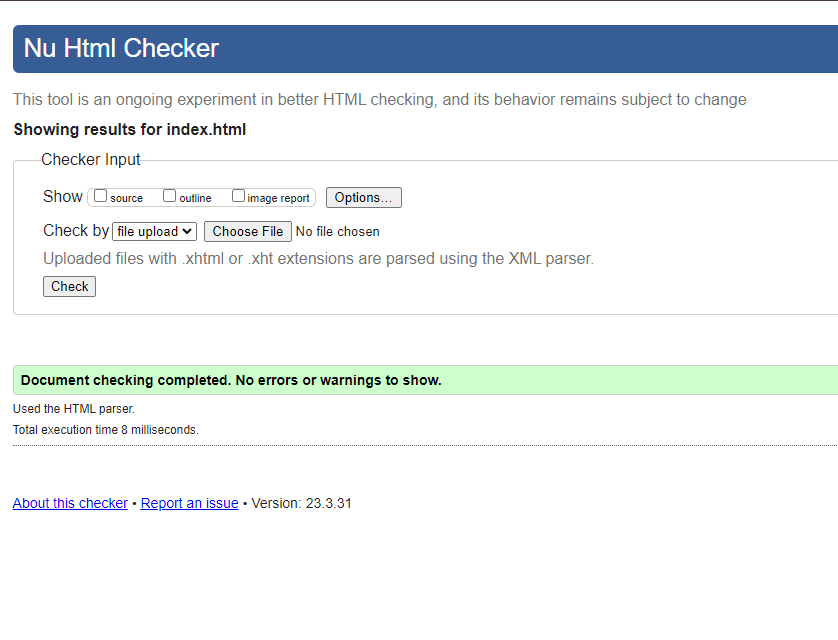 Nu Html Checker
This tool is an ongoing experiment in better HTML checking, and its behavior remains subject to change
Showing results for index.html
Checker Input
Show source outline image report Options...
Check by file upload Choose File No file chosen
Uploaded files with .xhtml or .xht extensions are parsed using the XML parser.
Check
Document checking completed. No errors or warnings to show.
Used the HTML parser.
Total execution time 8 milliseconds.
About this checker • Report an issue • Version: 23.3.31